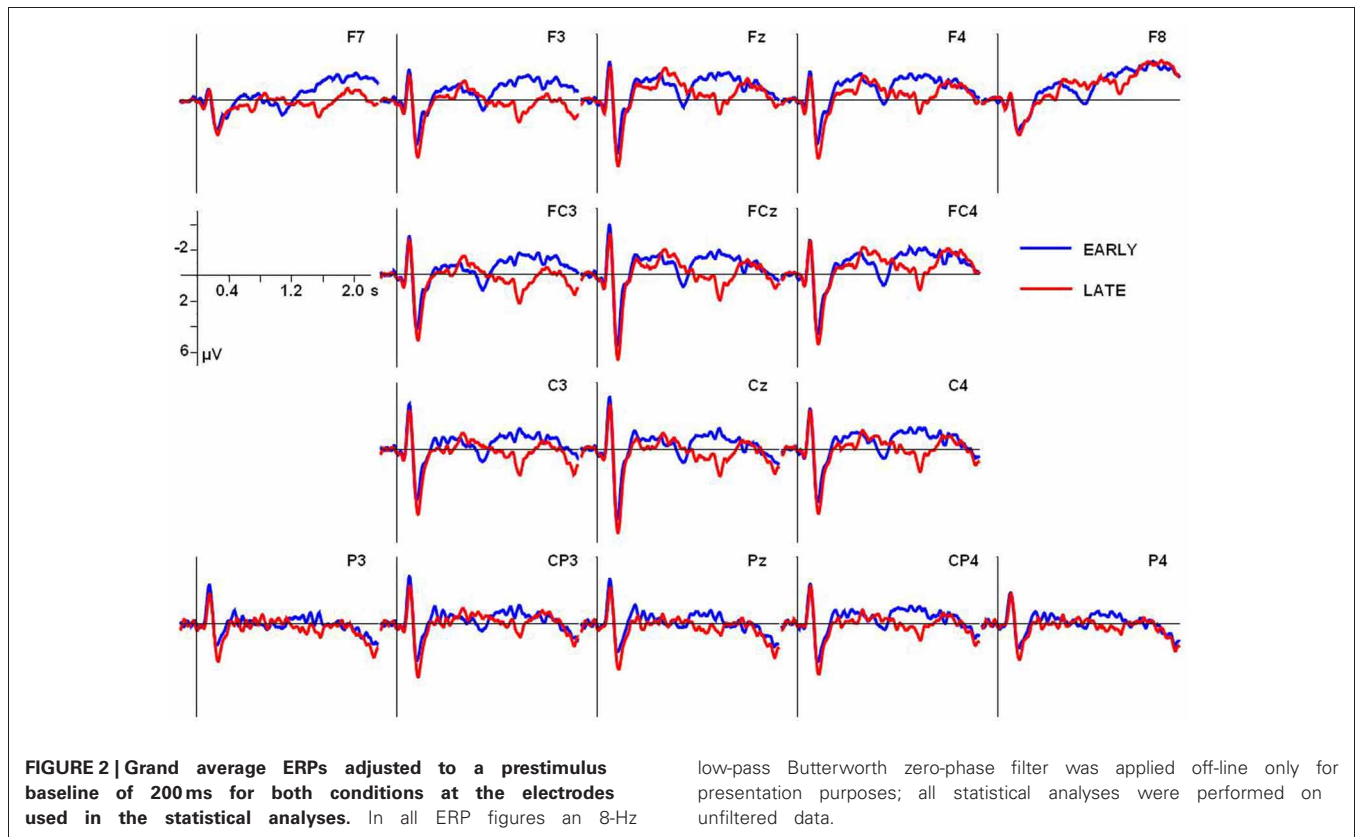 F7 F3 Fz F4 F8
FC3 FCz FC4
-2
0.4 1.2 2.0 s
2
6 µV
EARLY
LATE
C3 Cz C4
P3 CP3 Pz CP4 P4
FIGURE 2 | Grand average ERPs adjusted to a prestimulus
baseline of 200 ms for both conditions at the electrodes
used in the statistical analyses. In all ERP figures an 8-Hz
low-pass Butterworth zero-phase filter was applied off-line only for
presentation purposes; all statistical analyses were performed on
unfiltered data.